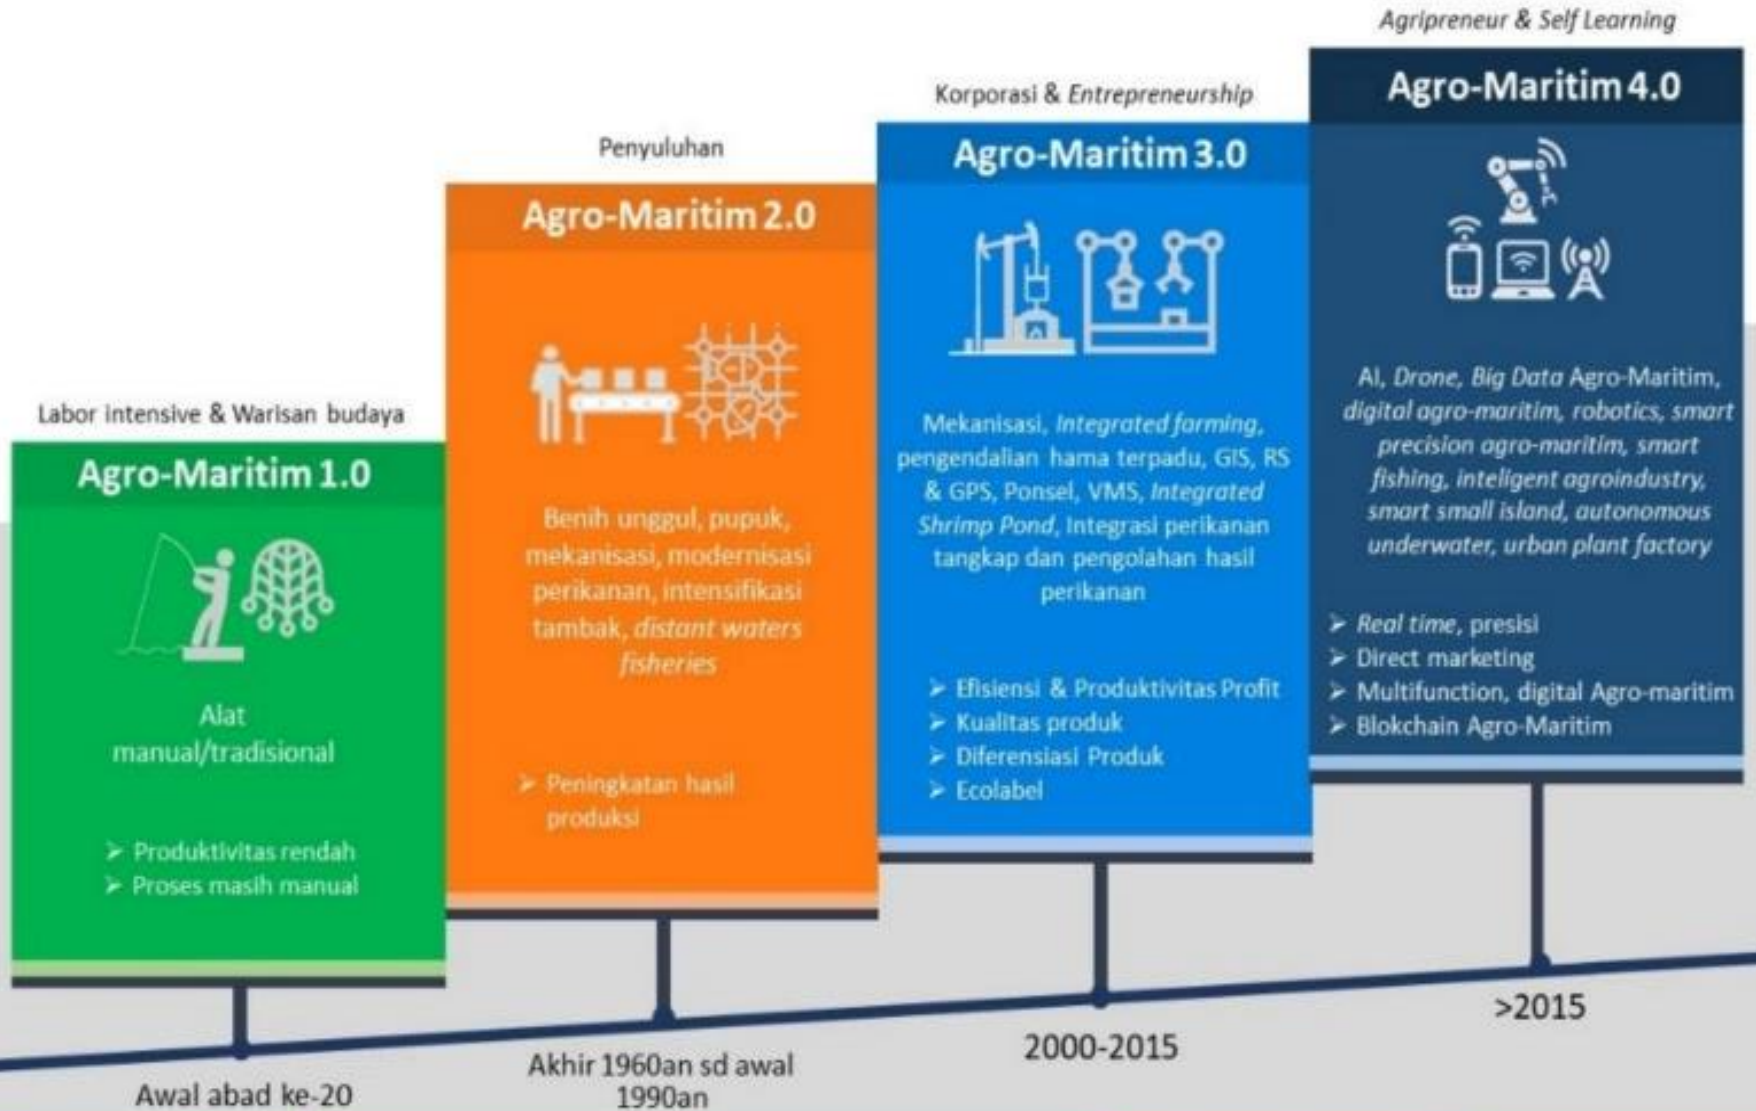 Labor intensive & Warisan budaya
Agro-Maritim 1.0
Alat
manual/tradisional
➢ Produktivitas rendah
➢ Proses masih manual
Awal abad ke-20
Penyuluhan
Agro-Maritim 2.0
Benih unggul, pupuk,
mekanisasi, modernisasi
perikanan, intensifikasi
tambak, distant waters
fisheries
➢ Peningkatan hasil
produksi
Akhir 1960an sd awal
1990an
Korporasi & Entrepreneurship
Agro-Maritim 3.0
Mekanisasi, Integrated farming,
pengendalian hama terpadu, GIS, RS
& GPS, Ponsel, VMS, Integrated
Shrimp Pond, Integrasi perikanan
tangkap dan pengolahan hasil
perikanan
➢ Efisiensi & Produktivitas Profit
➢ Kualitas produk
➢ Diferensiasi Produk
➢ Ecolabel
2000-2015
Agripreneur & Self Learning
Agro-Maritim 4.0
AI, Drone, Big Data Agro-Maritim,
digital agro-maritim, robotics, smart
precision agro-maritim, smart
fishing, inteligent agroindustry,
smart small island, autonomous
underwater, urban plant factory
➢ Real time, presisi
➢ Direct marketing
➢ Multifunction, digital Agro-maritim
➢ Blokchain Agro-Maritim
>2015